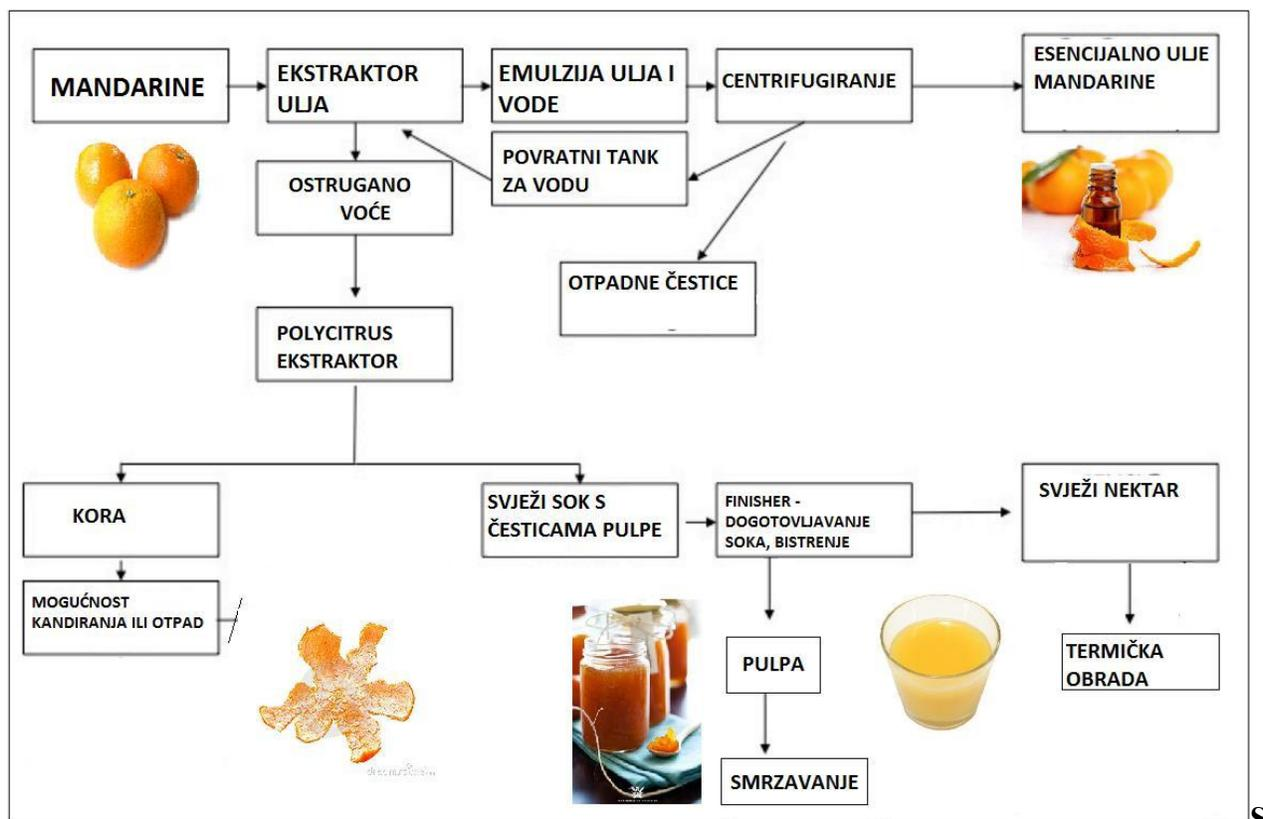 MANDARINE
EKSTRAKTOR
ULJA
EMULZIJA ULJA I
VODE
CENTRIFUGIRANJE
ESENCIJALNO ULJE
MANDARINE
POVRATNI TANK
ZA VODU
OSTRUGANO
VOĆE
OTPADNE ČESTICE
POLYCITRUS
EKSTRAKTOR
KORA
SVJEŽI SOK S
ČESTICAMA PULPE
FINISHER -
DOGOTOVLJAVANJE
SOKA, BISTRENJE
SVJEŽI NEKTAR
MOGUĆNOST
KANDIRANJA ILI OTPAD
PULPA
TERMIČKA
OBRADA
SMRZAVANJE
s